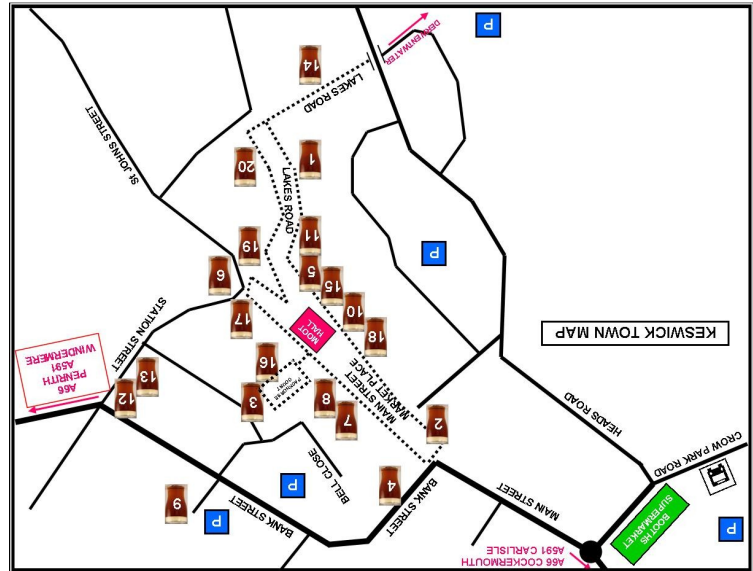 A66 COCKERMOUTH
A591 CARLISLE
P
BOOTHS
SUPERMARKET
CROW PARK ROAD
MAIN STREET
BANK STREET
BANK STREET
P
9
4
P
BELL CLOSE
HEADS ROAD
2
7
8
3
12
13
MAIN STREET
MARKET PLACE
PACKHORSE
COURT
16
A66
PENRITH
A591
WINDERMERE
KESWICK TOWN MAP
18
MOOT
HALL
17
STATION STREET
10
15
5
6
P
11
19
LAKES ROAD
1
20
St JOHNS STREET
LAKES ROAD
14
DERWENTWATER
P